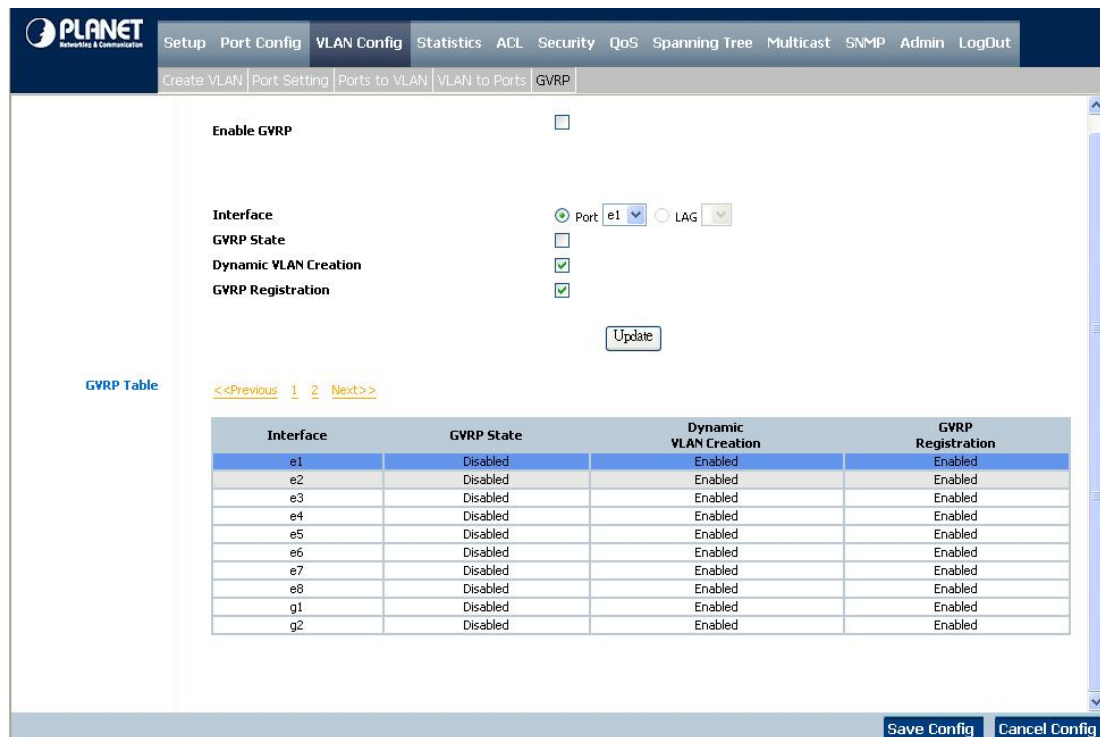 PLANET
Networking & Communication
Setup Port Config VLAN Config Statistics ACL Security QoS Spanning Tree Multicast SNMP Admin LogOut
Create VLAN Port Setting Ports to VLAN VLAN to Ports GVRP
Enable GVRP
Interface Port e1 LAG
GVRP State
Dynamic VLAN Creation
GVRP Registration
Update
GVRP Table <<Previous 1 2 Next>>
Interface GVRP State Dynamic VLAN Creation GVRP Registration
e1 Disabled Enabled Enabled
e2 Disabled Enabled Enabled
e3 Disabled Enabled Enabled
e4 Disabled Enabled Enabled
e5 Disabled Enabled Enabled
e6 Disabled Enabled Enabled
e7 Disabled Enabled Enabled
e8 Disabled Enabled Enabled
g1 Disabled Enabled Enabled
g2 Disabled Enabled Enabled
Save Config Cancel Config